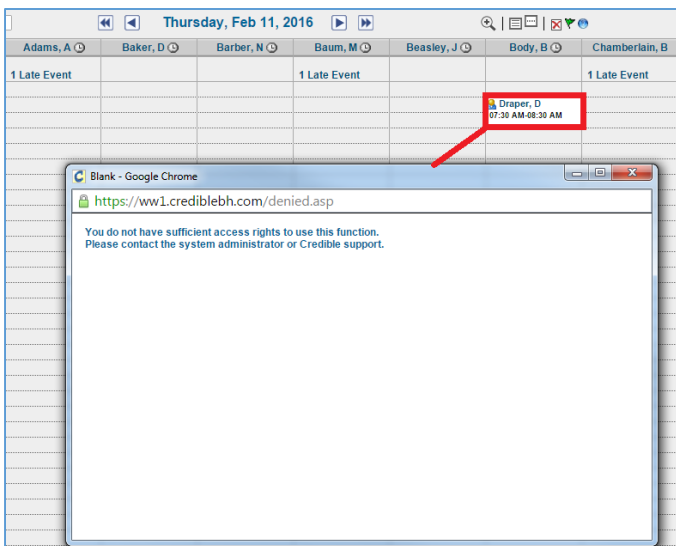 Thursday, Feb 11, 2016
Adams, A Baker, D Barber, N Baum, M Beasley, J Body, B Chamberlain, B
1 Late Event 1 Late Event 1 Late Event
Draper, D
07:30 AM-08:30 AM
Blank - Google Chrome
https://ww1.crediblebh.com/denied.asp
You do not have sufficient access rights to use this function.
Please contact the system administrator or Credible support.